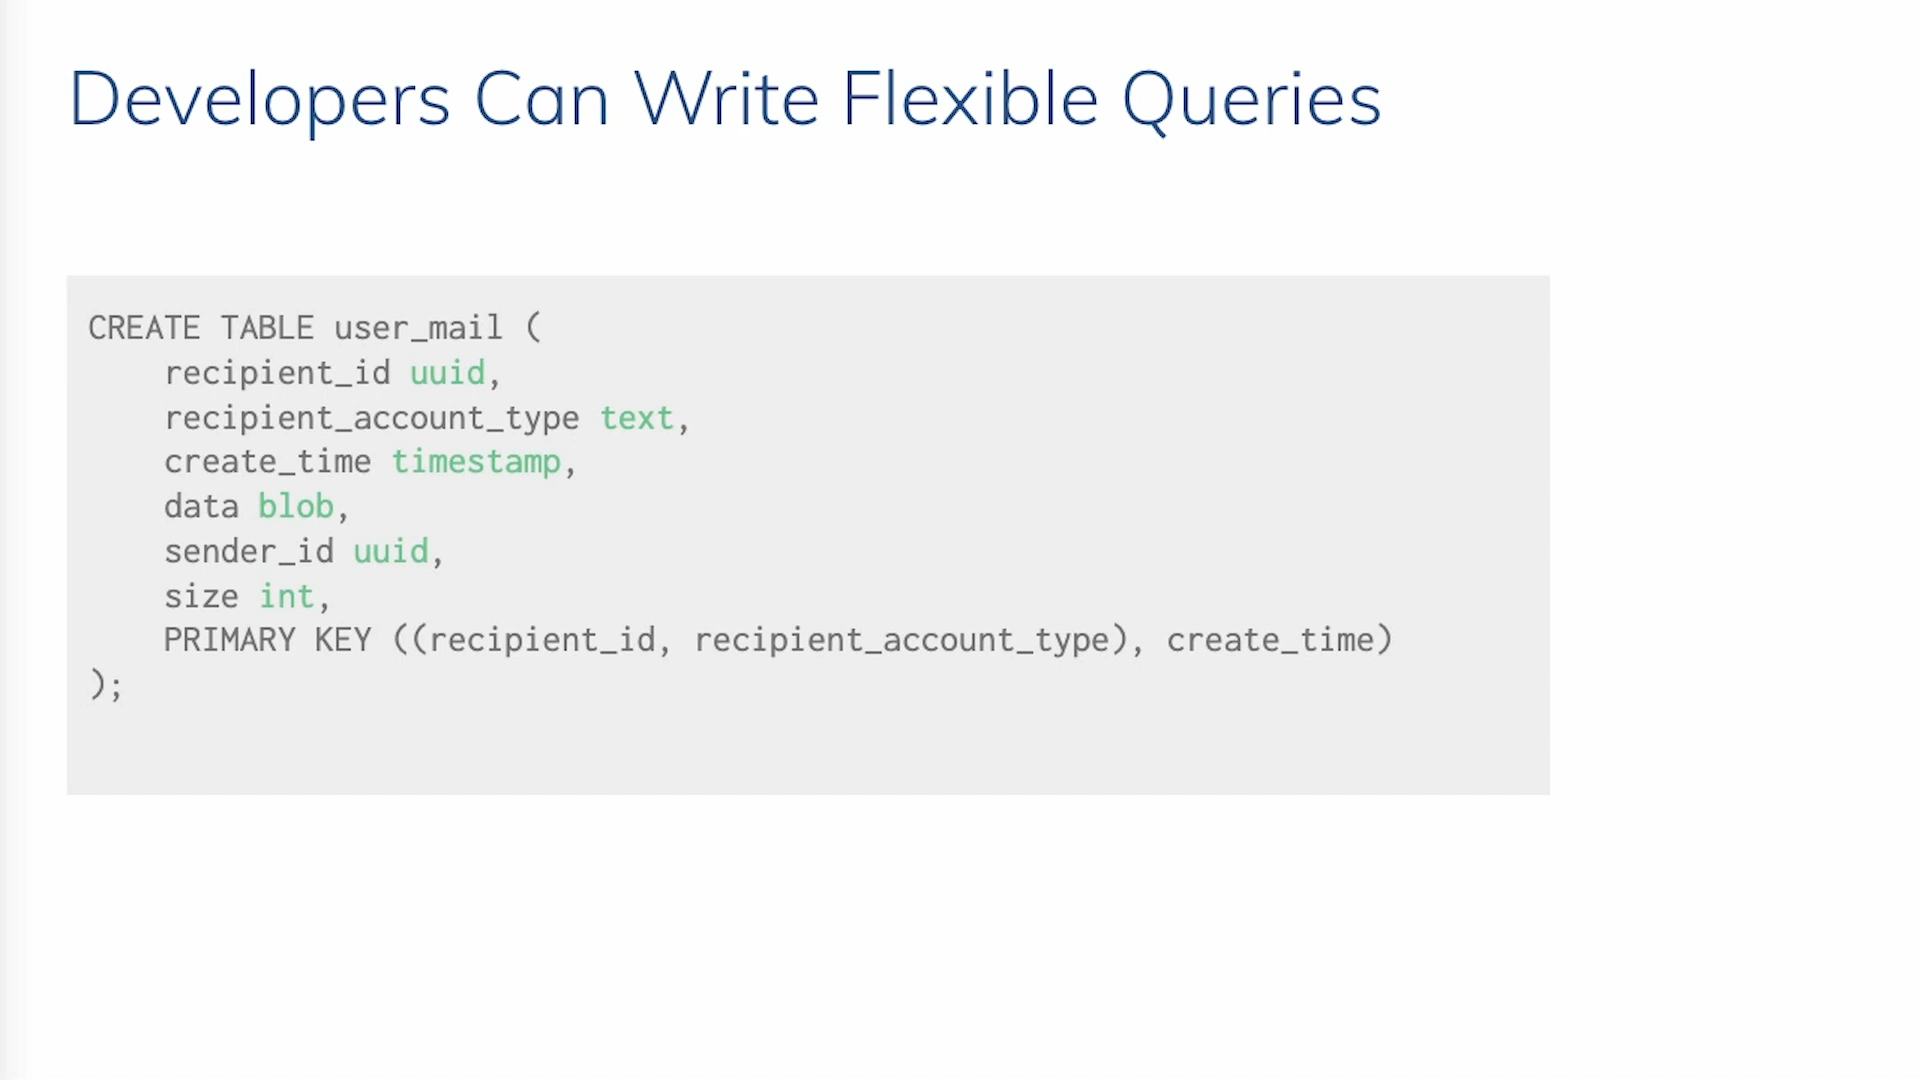 Developers Can Write Flexible Queries
CREATE TABLE user_mail (
    recipient_id uuid,
    recipient_account_type text,
    create_time timestamp,
    data blob,
    sender_id uuid,
    size int,
    PRIMARY KEY ((recipient_id, recipient_account_type), create_time)
);